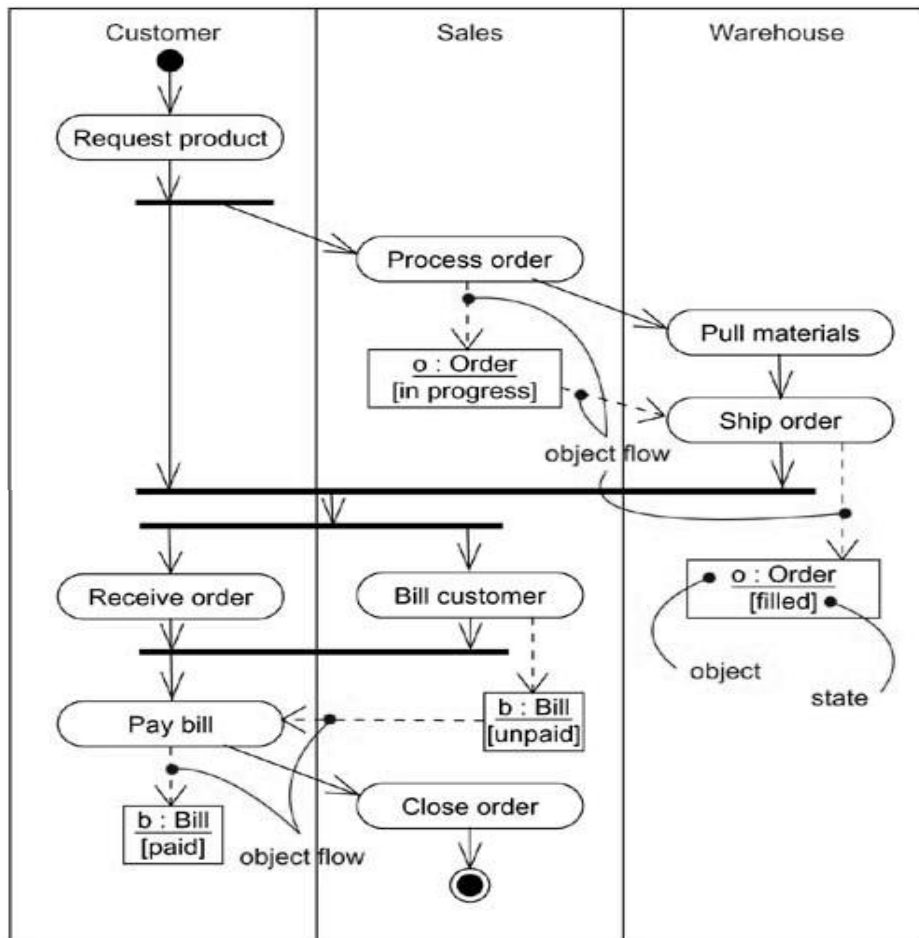 Customer
Sales
Warehouse
Request product
Process order
Pull materials
o : Order
[in progress]
Ship order
object flow
Receive order
Bill customer
o : Order
[filled]
object
state
Pay bill
b : Bill
[unpaid]
Close order
b : Bill
[paid]
object flow